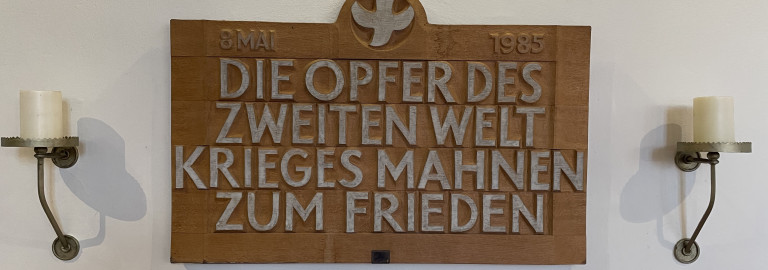 8 MAI 1985
DIE OPFER DES
ZWEITEN WELT
KRIEGES MAHNEN
ZUM FRIEDEN